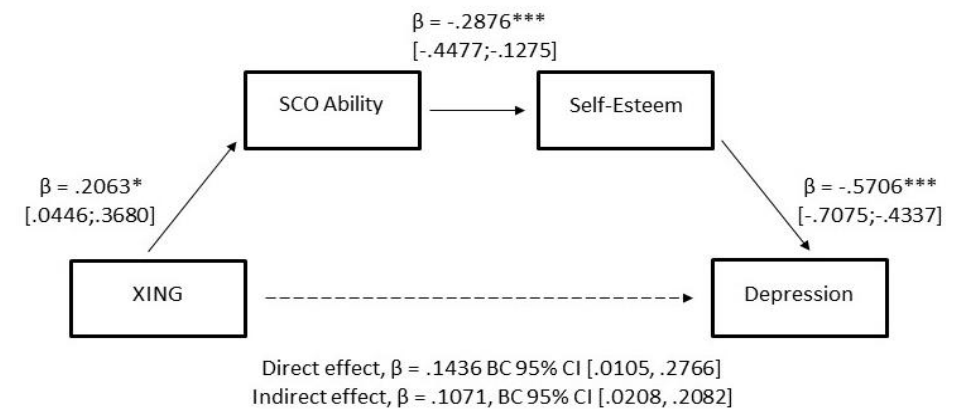 β = -.2876***
[-.4477;-.1275]
SCO Ability
Self-Esteem
β = .2063*
[.0446;.3680]
β = -.5706***
[-.7075;-.4337]
XING
Depression
Direct effect, β = .1436 BC 95% CI [.0105, .2766]
Indirect effect, β = .1071, BC 95% CI [.0208, .2082]